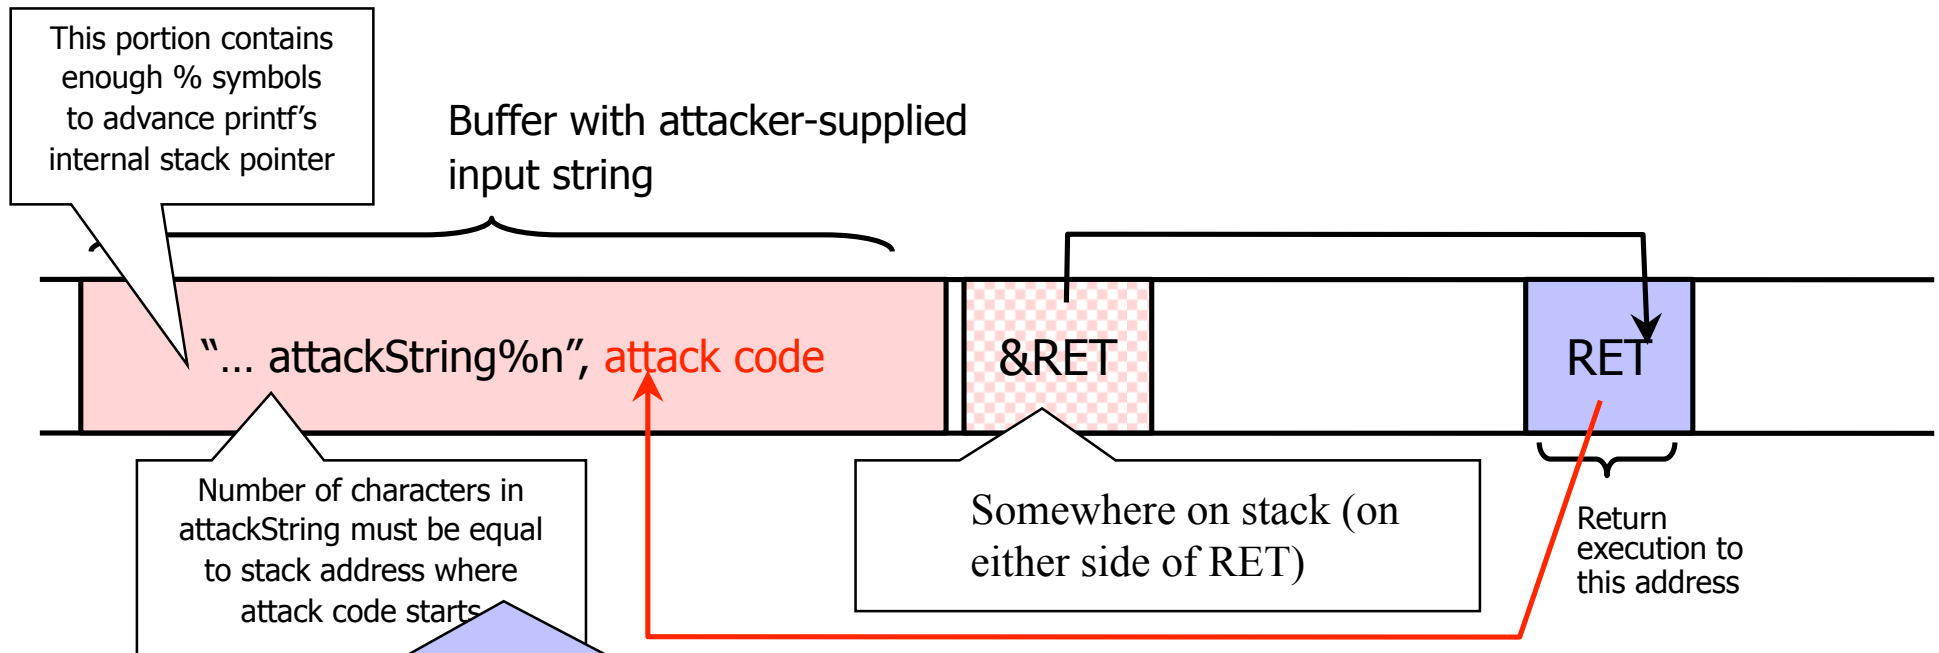 This portion contains
enough % symbols
to advance printf’s
internal stack pointer
Buffer with attacker-supplied
input string
“… attackString%n”, attack code
&RET
RET
Number of characters in
attackString must be equal
to stack address where
attack code starts
Somewhere on stack (on
either side of RET)
Return
execution to
this address